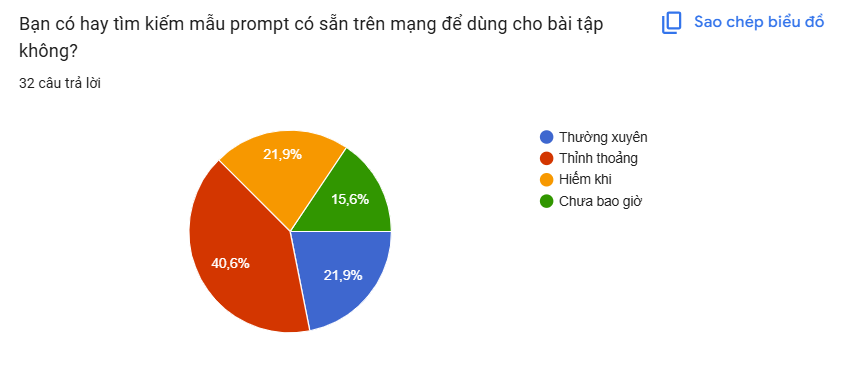 Bạn có hay tìm kiếm mẫu prompt có sẵn trên mạng để dùng cho bài tập
không?
Sao chép biểu đồ
32 câu trả lời
21,9%
15,6%
40,6%
21,9%
Thường xuyên
Thỉnh thoảng
Hiếm khi
Chưa bao giờ